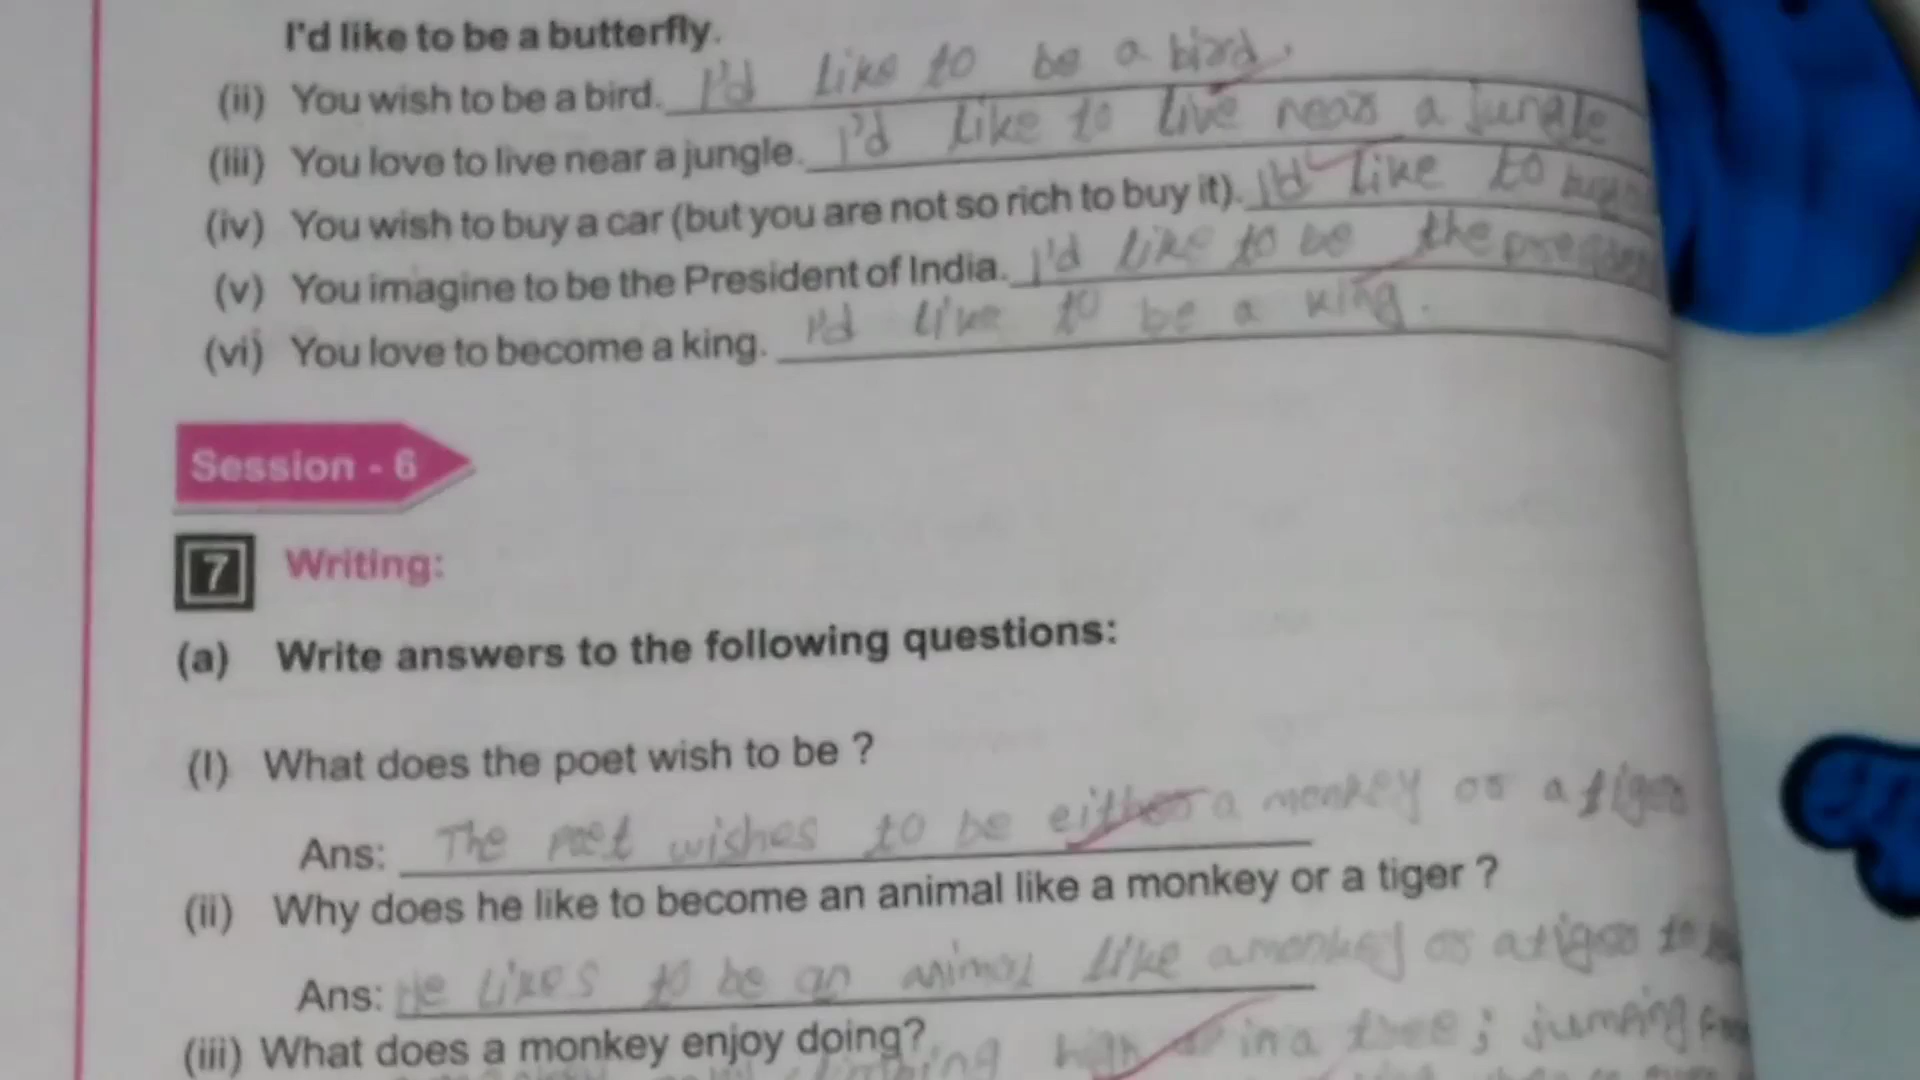 I'd like to be a butterfly.
(ii) You wish to be a bird. I'd like to be a bird.
(iii) You love to live near a jungle. I'd like to live near a jungle
(iv) You wish to buy a car (but you are not so rich to buy it). I'd like to buy
(v) You imagine to be the President of India. I'd like to be the
(vi) You love to become a king. I'd like to be a king.
Session - 6
7 Writing:
(a) Write answers to the following questions:
(I) What does the poet wish to be ?
Ans: The poet wishes to be either a monkey or a tiger
(ii) Why does he like to become an animal like a monkey or a tiger ?
Ans: He likes to be an animal like a monkey or a tiger to
(iii) What does a monkey enjoy doing? high in a tree; jumping